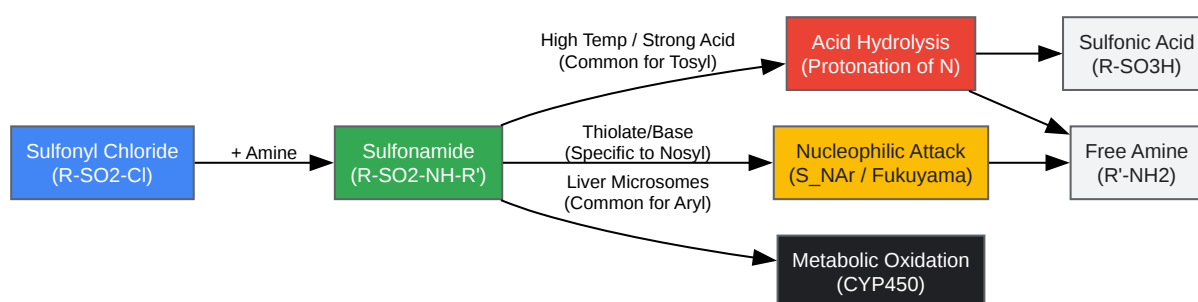 Sulfonyl Chloride
(R-SO2-Cl)
+ Amine
Sulfonamide
(R-SO2-NH-R')
High Temp / Strong Acid
(Common for Tosyl)
Acid Hydrolysis
(Protonation of N)
Sulfonic Acid
(R-SO3H)
Thiolate/Base
(Specific to Nosyl)
Nucleophilic Attack
(S_NAr / Fukuyama)
Free Amine
(R'-NH2)
Liver Microsomes
(Common for Aryl)
Metabolic Oxidation
(CYP450)